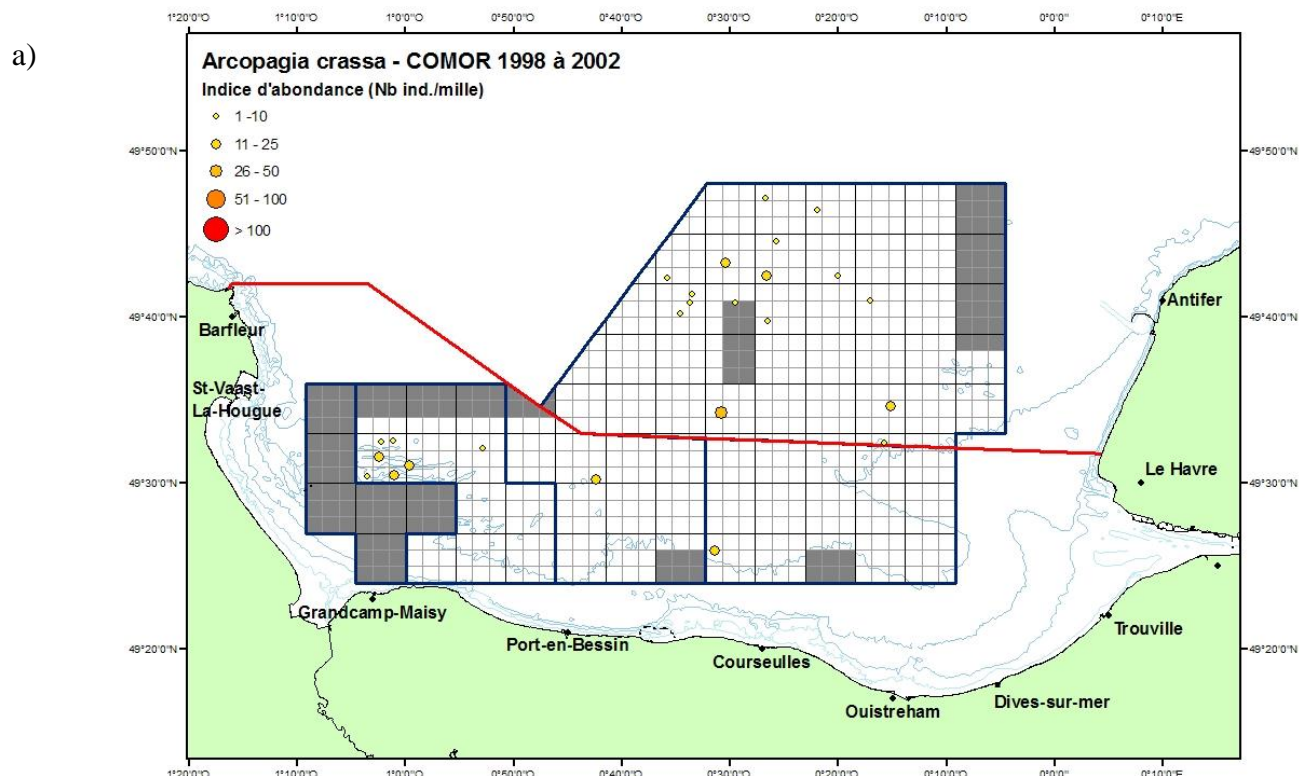 a)
1°20'0"O 1°10'0"O 1°0'0"O 0°50'0"O 0°40'0"O 0°30'0"O 0°20'0"O 0°10'0"O 0°0'0" 0°10'0"E
Arcopagia crassa - COMOR 1998 à 2002
Indice d'abondance (Nb ind./mille)
1 -10
11 - 25
26 - 50
51 - 100
> 100
49°50'0"N 49°50'0"N
Antifer
49°40'0"N 49°40'0"N
Barfleur
St-Vaast-
La-Hougue
Le Havre
49°30'0"N 49°30'0"N
Grandcamp-Maisy
Trouville
Port-en-Bessin
49°20'0"N 49°20'0"N
Courseulles
Dives-sur-mer
Ouistreham
1°20'0"O 1°10'0"O 1°0'0"O 0°50'0"O 0°40'0"O 0°30'0"O 0°20'0"O 0°10'0"O 0°0'0" 0°10'0"E